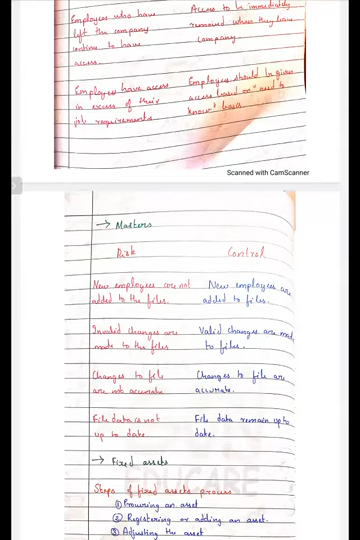 Employees who have Access to be immediately
left the company removed when they leave
continue to have company
access.
Employees have access Employees should be given
in excess of their access based on "need to
job requirements know" basis
Scanned with CamScanner
→ Masters
Risk Control
New employees are not New employees are
added to the files. added to files.
Invalid changes are Valid changes are made
made to the files to files.
Changes to file Changes to file are
are not accurate accurate.
File data is not File data remain upto
up to date date.
→ Fixed assets
EDUCARE
Steps of fixed assets process
① Procuring an asset
② Registering or adding an asset.
③ Adjusting the asset